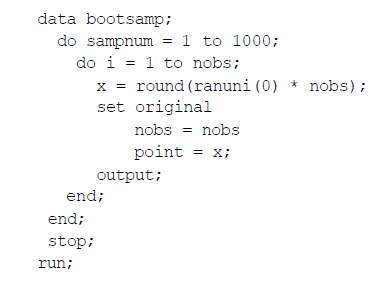 data bootsamp;
do sampnum = 1 to 1000;
do i = 1 to nobs;
x = round(ranuni(0) * nobs);
set original
nobs = nobs
point = x;
output;
end;
end;
stop;
run;